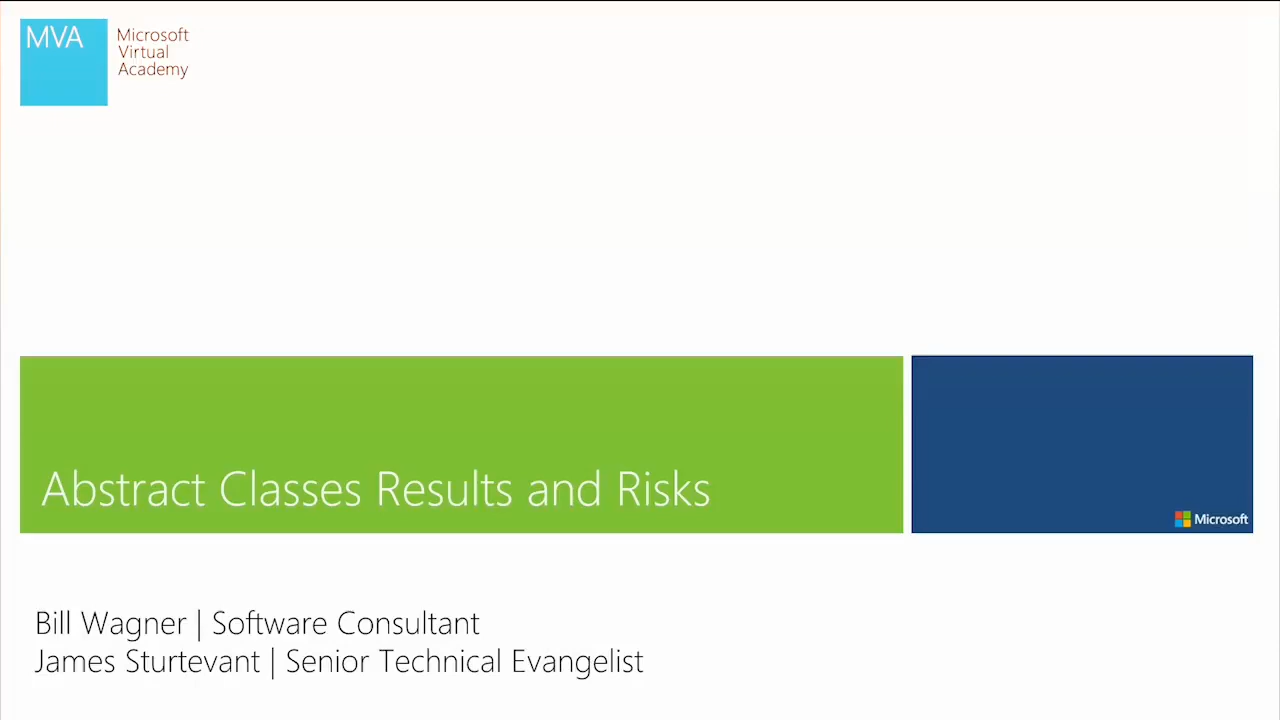 MVA
Microsoft
Virtual
Academy
Abstract Classes Results and Risks
Microsoft
Bill Wagner | Software Consultant
James Sturtevant | Senior Technical Evangelist